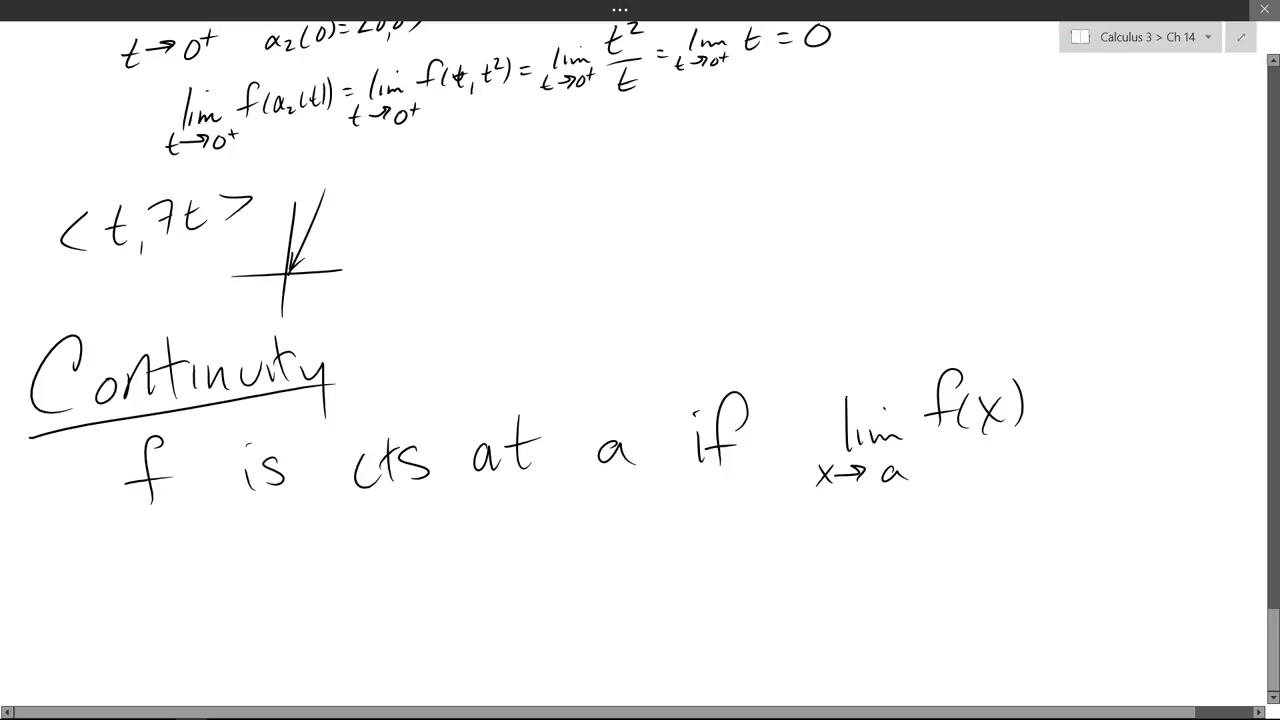 t→0⁺ α₂(0)=<0,0>
lim t→0⁺ f(α₂(t)) = lim t→0⁺ f(t, t²) = lim t→0⁺ t²/t = lim t→0⁺ t = 0
<t, 7t>
Continuity
f is cts at a if lim x→a f(x)
Calculus 3 > Ch 14